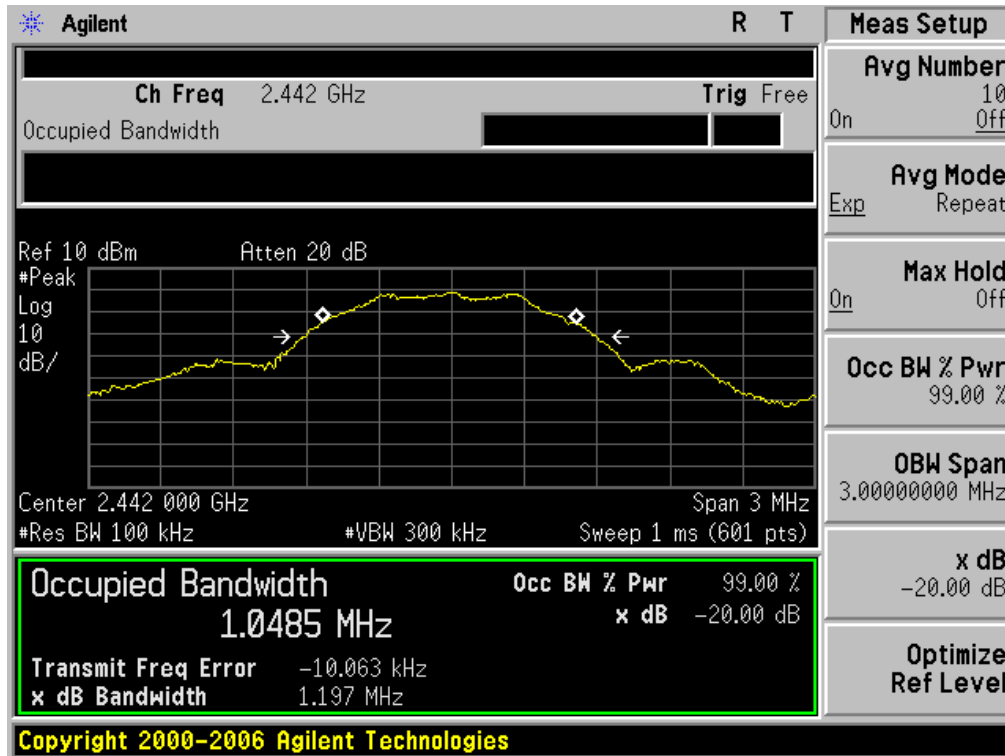 Agilent R T
Ch Freq 2.442 GHz Trig Free
Occupied Bandwidth
Ref 10 dBm Atten 20 dB
#Peak
Log
10
dB/
Center 2.442 000 GHz Span 3 MHz
#Res BW 100 kHz #VBW 300 kHz Sweep 1 ms (601 pts)
Occupied Bandwidth Occ BW % Pwr 99.00 %
1.0485 MHz x dB -20.00 dB
Transmit Freq Error -10.063 kHz
x dB Bandwidth 1.197 MHz
Copyright 2000-2006 Agilent Technologies
Meas Setup
Avg Number
10
On Off
Avg Mode
Exp Repeat
Max Hold
On Off
Occ BW % Pwr
99.00 %
OBW Span
3.00000000 MHz
x dB
-20.00 dB
Optimize
Ref Level